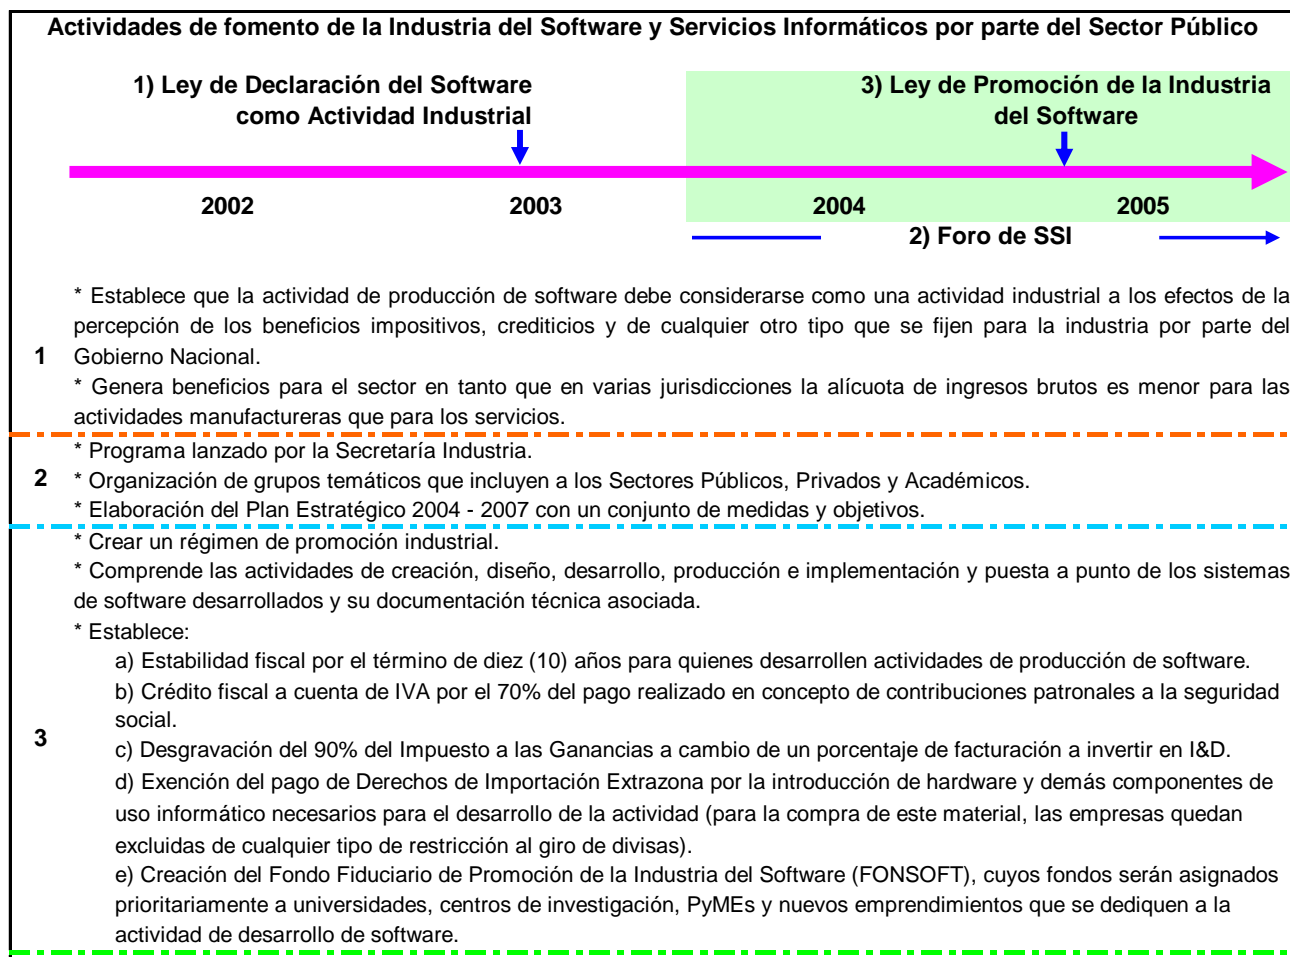 Actividades de fomento de la Industria del Software y Servicios Informáticos por parte del Sector Público
1) Ley de Declaración del Software
como Actividad Industrial
3) Ley de Promoción de la Industria
del Software
2002
2003
2004
2005
2) Foro de SSI
* Establece que la actividad de producción de software debe considerarse como una actividad industrial a los efectos de la
percepción de los beneficios impositivos, crediticios y de cualquier otro tipo que se fijen para la industria por parte del
1 Gobierno Nacional.
* Genera beneficios para el sector en tanto que en varias jurisdicciones la alícuota de ingresos brutos es menor para las
actividades manufactureras que para los servicios.
* Programa lanzado por la Secretaría Industria.
2 * Organización de grupos temáticos que incluyen a los Sectores Públicos, Privados y Académicos.
* Elaboración del Plan Estratégico 2004 - 2007 con un conjunto de medidas y objetivos.
* Crear un régimen de promoción industrial.
* Comprende las actividades de creación, diseño, desarrollo, producción e implementación y puesta a punto de los sistemas
de software desarrollados y su documentación técnica asociada.
* Establece:
a) Estabilidad fiscal por el término de diez (10) años para quienes desarrollen actividades de producción de software.
b) Crédito fiscal a cuenta de IVA por el 70% del pago realizado en concepto de contribuciones patronales a la seguridad
social.
3
c) Desgravación del 90% del Impuesto a las Ganancias a cambio de un porcentaje de facturación a invertir en I&D.
d) Exención del pago de Derechos de Importación Extrazona por la introducción de hardware y demás componentes de
uso informático necesarios para el desarrollo de la actividad (para la compra de este material, las empresas quedan
excluidas de cualquier tipo de restricción al giro de divisas).
e) Creación del Fondo Fiduciario de Promoción de la Industria del Software (FONSOFT), cuyos fondos serán asignados
prioritariamente a universidades, centros de investigación, PyMEs y nuevos emprendimientos que se dediquen a la
actividad de desarrollo de software.